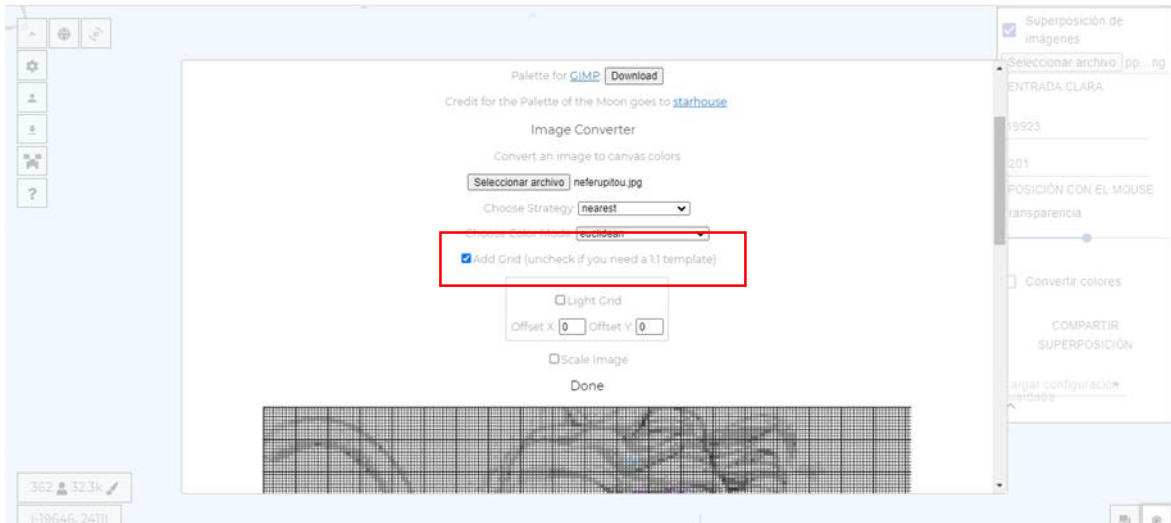 Superposición de
imágenes
Seleccionar archivo pp...ng
ENTRADA CLARA
19923
201
POSICIÓN CON EL MOUSE
Transparencia
Convertir colores
COMPARTIR
SUPERPOSICIÓN
cargar configuración
guardada
Palette for GIMP Download
Credit for the Palette of the Moon goes to starhouse
Image Converter
Convert an image to canvas colors
Seleccionar archivo neferupitou.jpg
Choose Strategy: nearest
Choose Color Mode: euclidean
Add Grid (uncheck if you need a 1:1 template)
Light Grid
Offset X: 0 Offset Y: 0
Scale Image
Done
?
362 32.3k
(-19646, 2411)